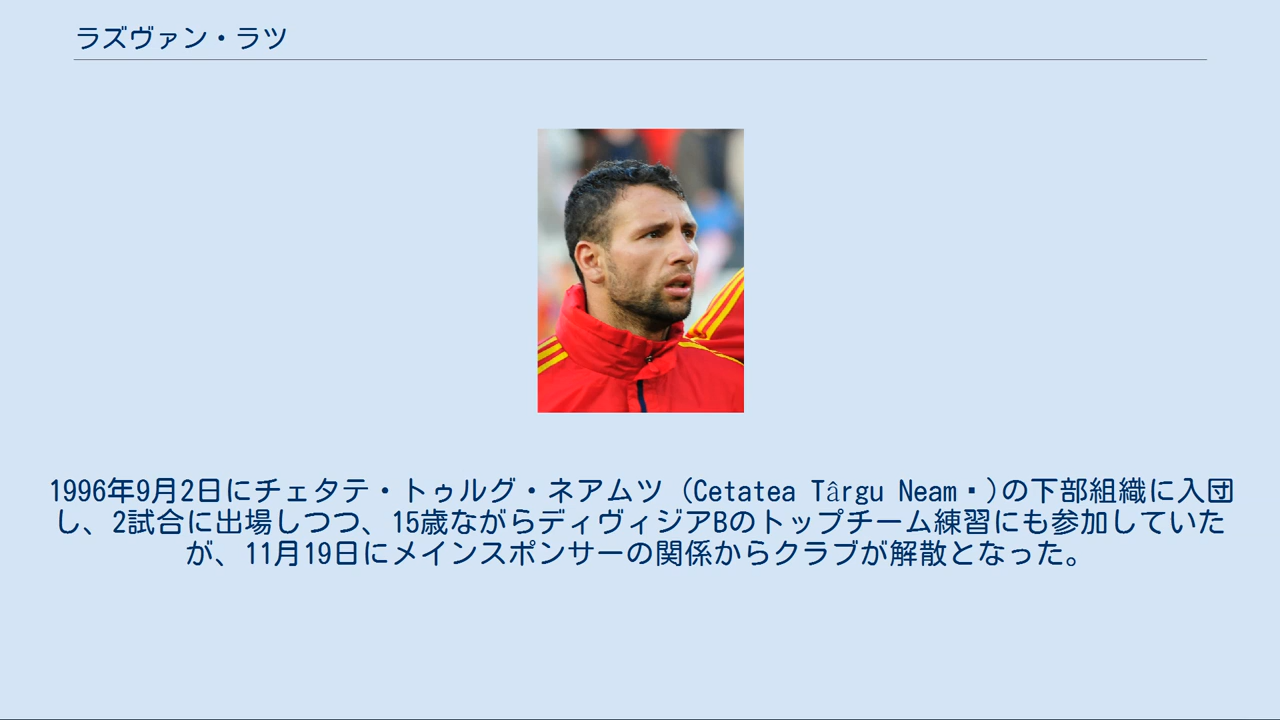 ラズヴァン・ラツ
1996年9月2日にチェタテ・トゥルグ・ネアムツ（Cetatea Târgu Neam▪)の下部組織に入団
し、2試合に出場しつつ、15歳ながらディヴィジアBのトップチーム練習にも参加していた
が、11月19日にメインスポンサーの関係からクラブが解散となった。